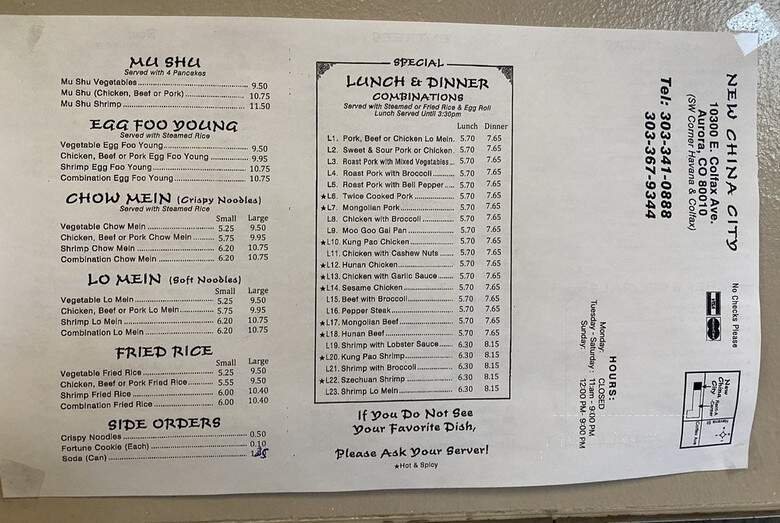 MU SHU
Served with 4 Pancakes
Mu Shu Vegetables 9.50
Mu Shu (Chicken, Beef or Pork) 10.75
Mu Shu Shrimp 11.50
EGG FOO YOUNG
Served with Steamed Rice
Vegetable Egg Foo Young 9.50
Chicken, Beef or Pork Egg Foo Young 9.95
Shrimp Egg Foo Young 10.75
Combination Egg Foo Young 10.75
CHOW MEIN (Crispy Noodles)
Served with Steamed Rice
Small Large
Vegetable Chow Mein 5.25 9.50
Chicken, Beef or Pork Chow Mein 5.75 9.95
Shrimp Chow Mein 6.20 10.75
Combination Chow Mein 6.20 10.75
LO MEIN (Soft Noodles)
Small Large
Vegetable Lo Mein 5.25 9.50
Chicken, Beef or Pork Lo Mein 5.75 9.95
Shrimp Lo Mein 6.20 10.75
Combination Lo Mein 6.20 10.75
FRIED RICE
Small Large
Vegetable Fried Rice 5.25 9.50
Chicken, Beef or Pork Fried Rice 5.55 9.50
Shrimp Fried Rice 6.00 10.40
Combination Fried Rice 6.00 10.40
SIDE ORDERS
Crispy Noodles 0.50
Fortune Cookie (Each) 0.10
Soda (Can)
SPECIAL
LUNCH & DINNER
COMBINATIONS
Served with Steamed or Fried Rice & Egg Roll
Lunch Served Until 3:30pm
Lunch Dinner
L1. Pork, Beef or Chicken Lo Mein 5.70 7.65
L2. Sweet & Sour Pork or Chicken 5.70 7.65
L3. Roast Pork with Mixed Vegetables 5.70 7.65
L4. Roast Pork with Broccoli 5.70 7.65
L5. Roast Pork with Bell Pepper 5.70 7.65
★L6. Twice Cooked Pork 5.70 7.65
★L7. Mongolian Pork 5.70 7.65
L8. Chicken with Broccoli 5.70 7.65
L9. Moo Goo Gai Pan 5.70 7.65
★L10. Kung Pao Chicken 5.70 7.65
L11. Chicken with Cashew Nuts 5.70 7.65
★L12. Hunan Chicken 5.70 7.65
★L13. Chicken with Garlic Sauce 5.70 7.65
★L14. Sesame Chicken 5.70 7.65
L15. Beef with Broccoli 5.70 7.65
L16. Pepper Steak 5.70 7.65
★L17. Mongolian Beef 5.70 7.65
★L18. Hunan Beef 5.70 7.65
L19. Shrimp with Lobster Sauce 6.30 8.15
★L20. Kung Pao Shrimp 6.30 8.15
L21. Shrimp with Broccoli 6.30 8.15
★L22. Szechuan Shrimp 6.30 8.15
L23. Shrimp Lo Mein 6.30 8.15
If You Do Not See
Your Favorite Dish,
Please Ask Your Server!
★Hot & Spicy
NEW CHINA CITY
10300 E. Colfax Ave.
Aurora, CO 80010
(SW Corner Havana & Colfax)
Tel: 303-341-0888
303-367-9344
No Checks Please
VISA
HOURS:
Monday: CLOSED
Tuesday - Saturday: 11am - 9:00 PM
Sunday: 12:00 PM- 9:00 PM
New
China
City